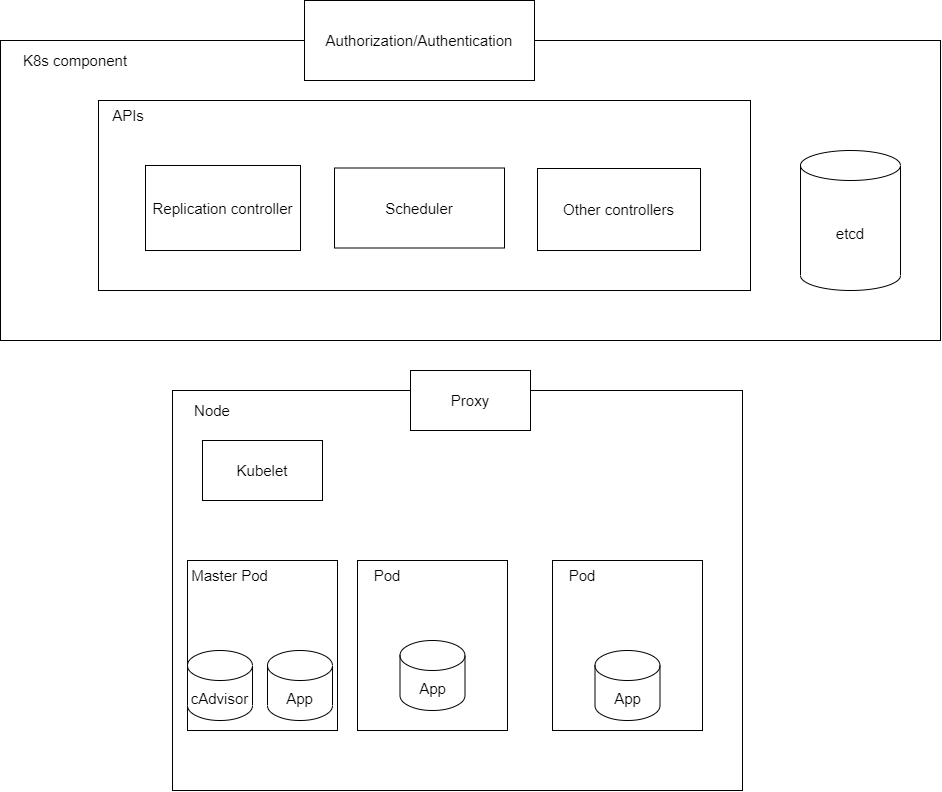 Authorization/Authentication
K8s component
APIs
Replication controller
Scheduler
Other controllers
etcd
Proxy
Node
Kubelet
Master Pod
Pod
Pod
cAdvisor
App
App
App